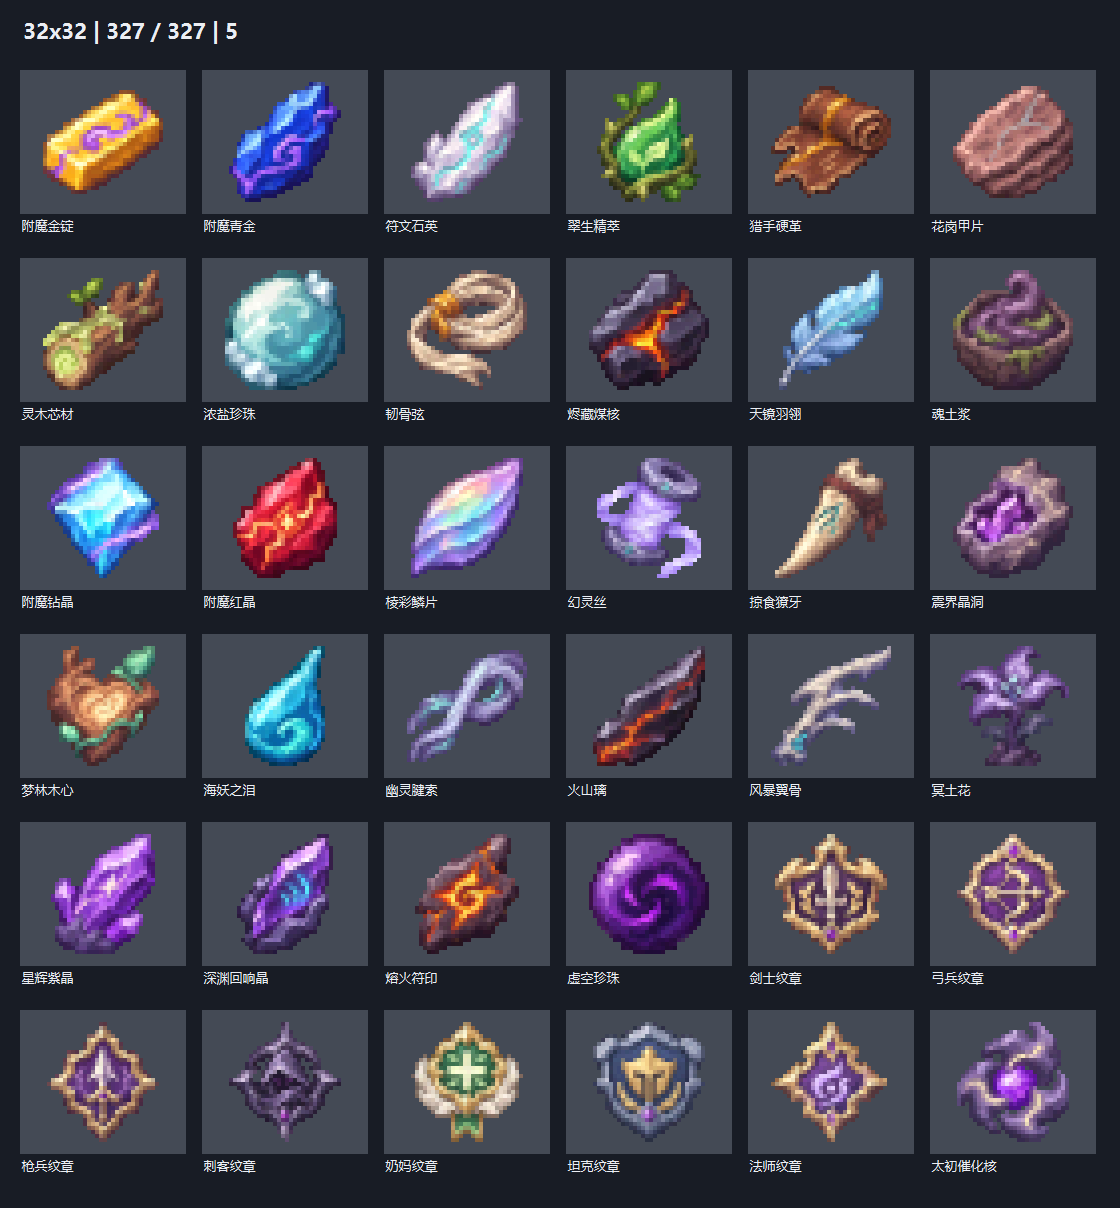 32x32 | 327 / 327 | 5
附魔金锭
附魔青金
符文石英
翠生精萃
猎手硬革
花岗甲片
灵木芯材
浓盐珍珠
韧骨弦
烬藏煤核
天镜羽翎
魂土浆
附魔钻晶
附魔红晶
棱彩鳞片
幻灵丝
掠食獠牙
震界晶洞
梦林木心
海妖之泪
幽灵腱索
火山璃
风暴翼骨
冥土花
星辉紫晶
深渊回响晶
熔火符印
虚空珍珠
剑士纹章
弓兵纹章
枪兵纹章
刺客纹章
奶妈纹章
坦克纹章
法师纹章
太初催化核